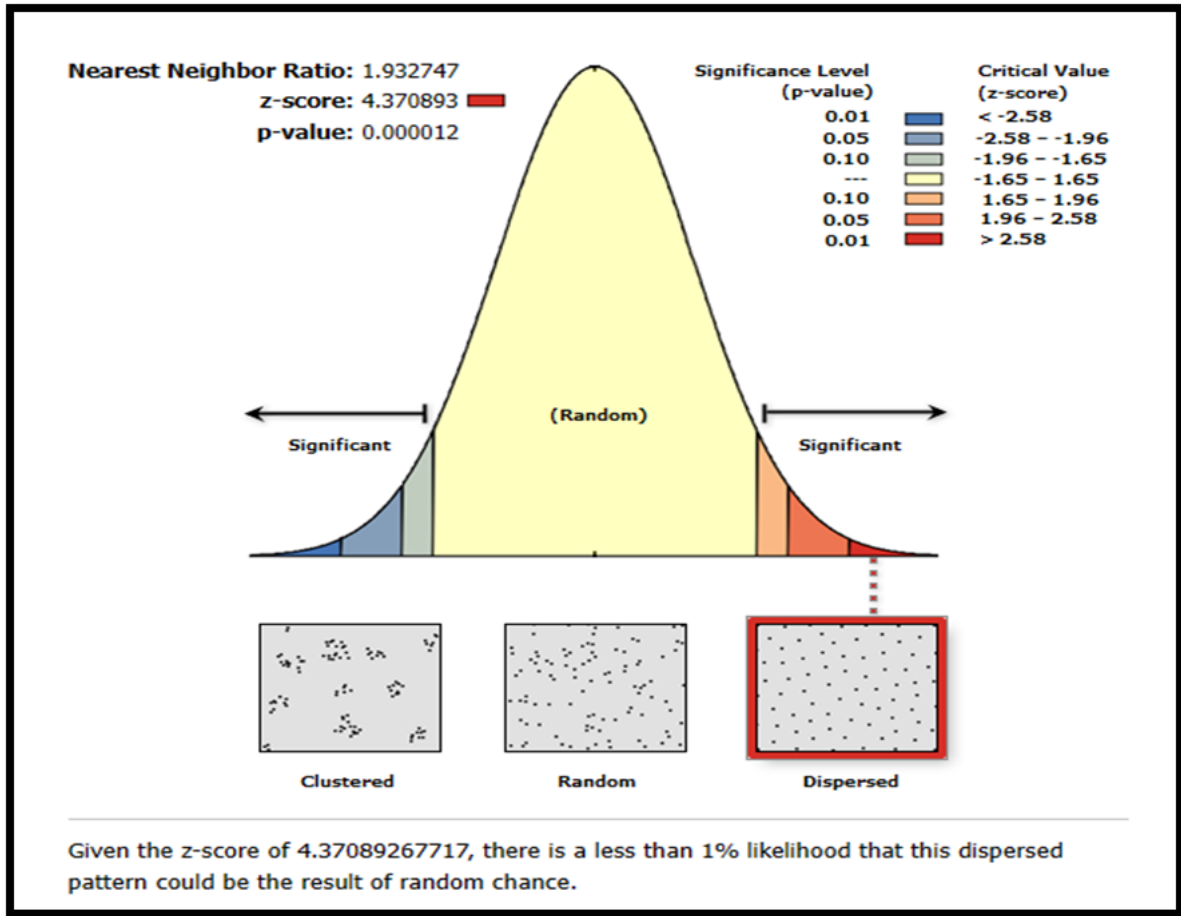 Nearest Neighbor Ratio: 1.932747
z-score: 4.370893
p-value: 0.000012
Significance Level
(p-value)
Critical Value
(z-score)
0.01 < -2.58
0.05 -2.58 – -1.96
0.10 -1.96 – -1.65
--- -1.65 – 1.65
0.10 1.65 – 1.96
0.05 1.96 – 2.58
0.01 > 2.58
(Random)
Significant
Significant
Clustered
Random
Dispersed
Given the z-score of 4.37089267717, there is a less than 1% likelihood that this dispersed
pattern could be the result of random chance.